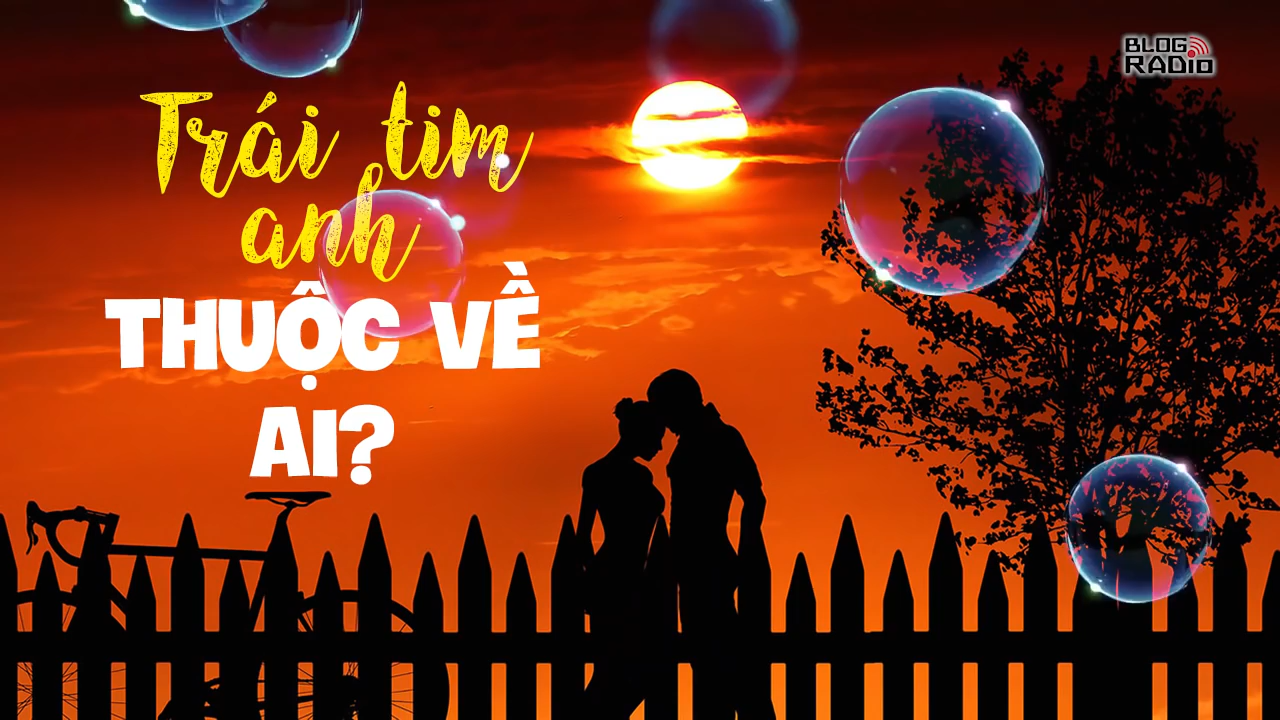 Trái tim
anh
THUỘC VỀ
AI?
BLOG
RADIO